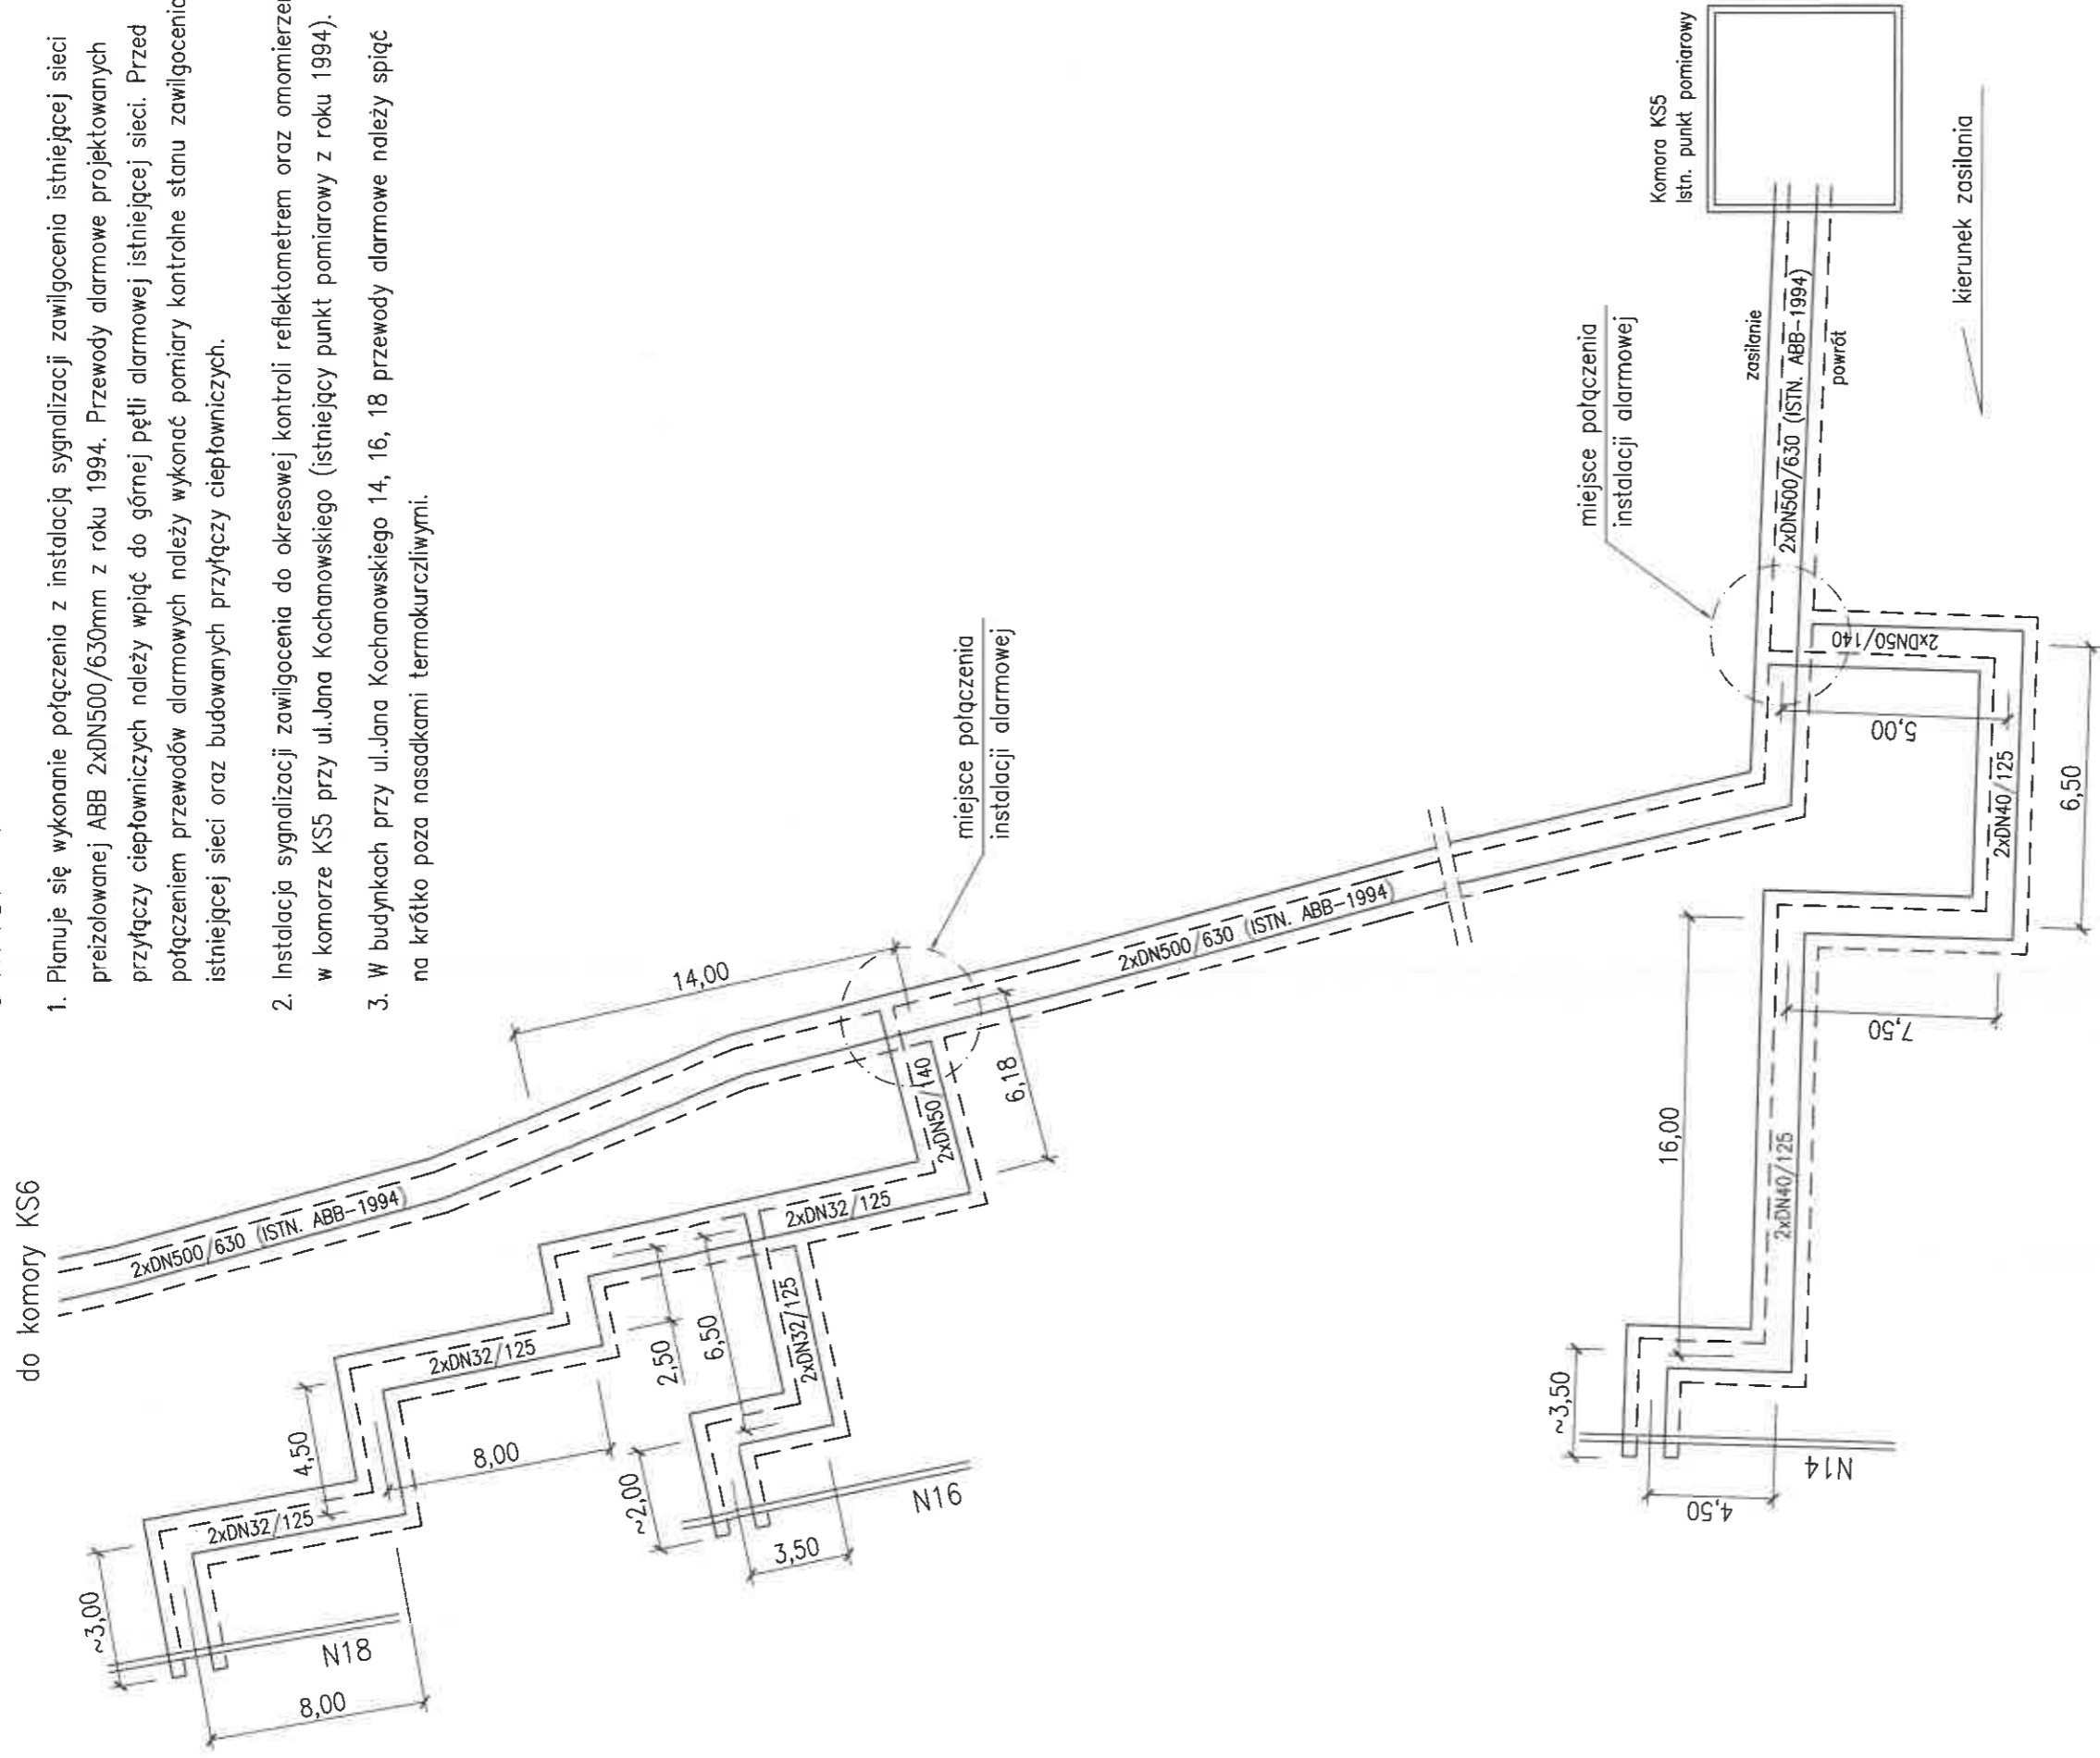 1. Planuje się wykonanie połączenia z instalacją sygnalizacji zawilgocenia istniejącej sieci
preizolowanej ABB 2xDN500/630mm z roku 1994. Przewody alarmowe projektowanych
przyłączy ciepłowniczych należy wpiąć do górnej pętli alarmowej istniejącej sieci. Przed
połączeniem przewodów alarmowych należy wykonać pomiary kontrolne stanu zawilgocenia
istniejącej sieci oraz budowanych przyłączy ciepłowniczych.
2. Instalacja sygnalizacji zawilgocenia do okresowej kontroli reflektometrem oraz omomierzem
w komorze KS5 przy ul.Jana Kochanowskiego (istniejący punkt pomiarowy z roku 1994).
3. W budynkach przy ul.Jana Kochanowskiego 14, 16, 18 przewody alarmowe należy spiąć
na krótko poza nasadkami termokurczliwymi.
do komory KS6
2xDN500/630 (ISTN. ABB-1994)
14,00
miejsce połączenia
instalacji alarmowej
2xDN50/140
6,18
2xDN32/125
2xDN32/125
2,50
6,50
2xDN32/125
4,50
8,00
2xDN32/125
~3,00
N18
8,00
~2,00
N16
3,50
2xDN500/630 (ISTN. ABB-1994)
miejsce połączenia
instalacji alarmowej
Komora KS5
Istn. punkt pomiarowy
zasilanie
2xDN500/630 (ISTN. ABB-1994)
powrót
kierunek zasilania
2xDN50/140
5,00
2xDN40/125
6,50
7,50
16,00
2xDN40/125
~3,50
N14
4,50